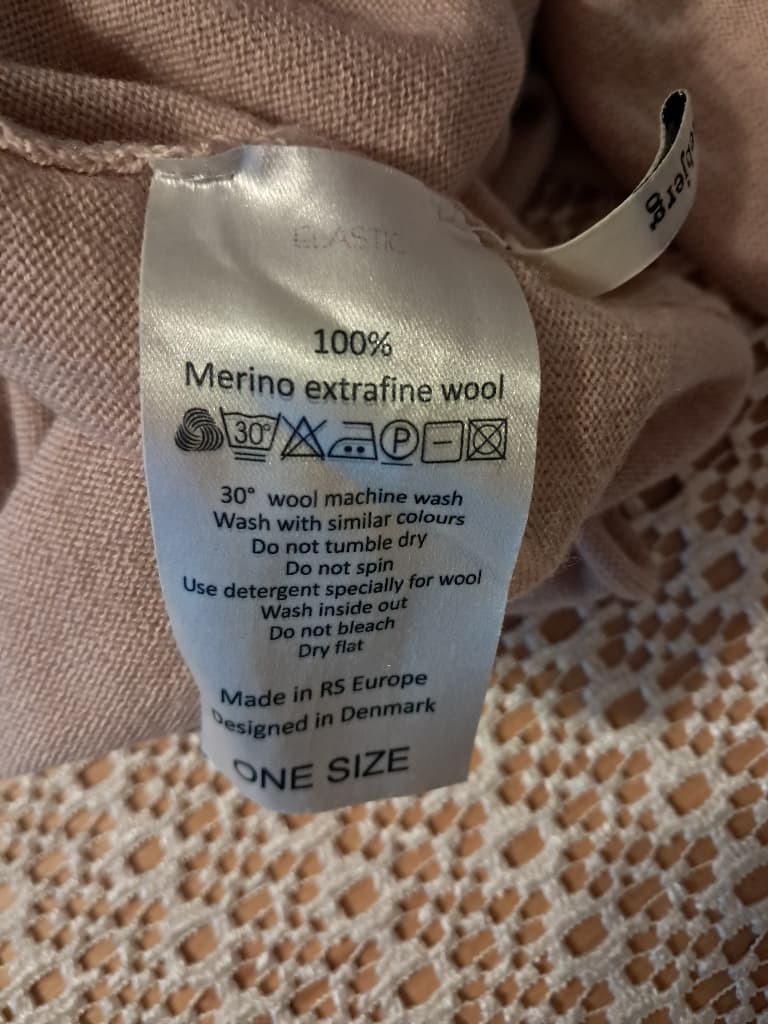 ELASTIC
100%
Merino extrafine wool
30°
P
30° wool machine wash
Wash with similar colours
Do not tumble dry
Do not spin
Use detergent specially for wool
Wash inside out
Do not bleach
Dry flat
Made in RS Europe
Designed in Denmark
ONE SIZE